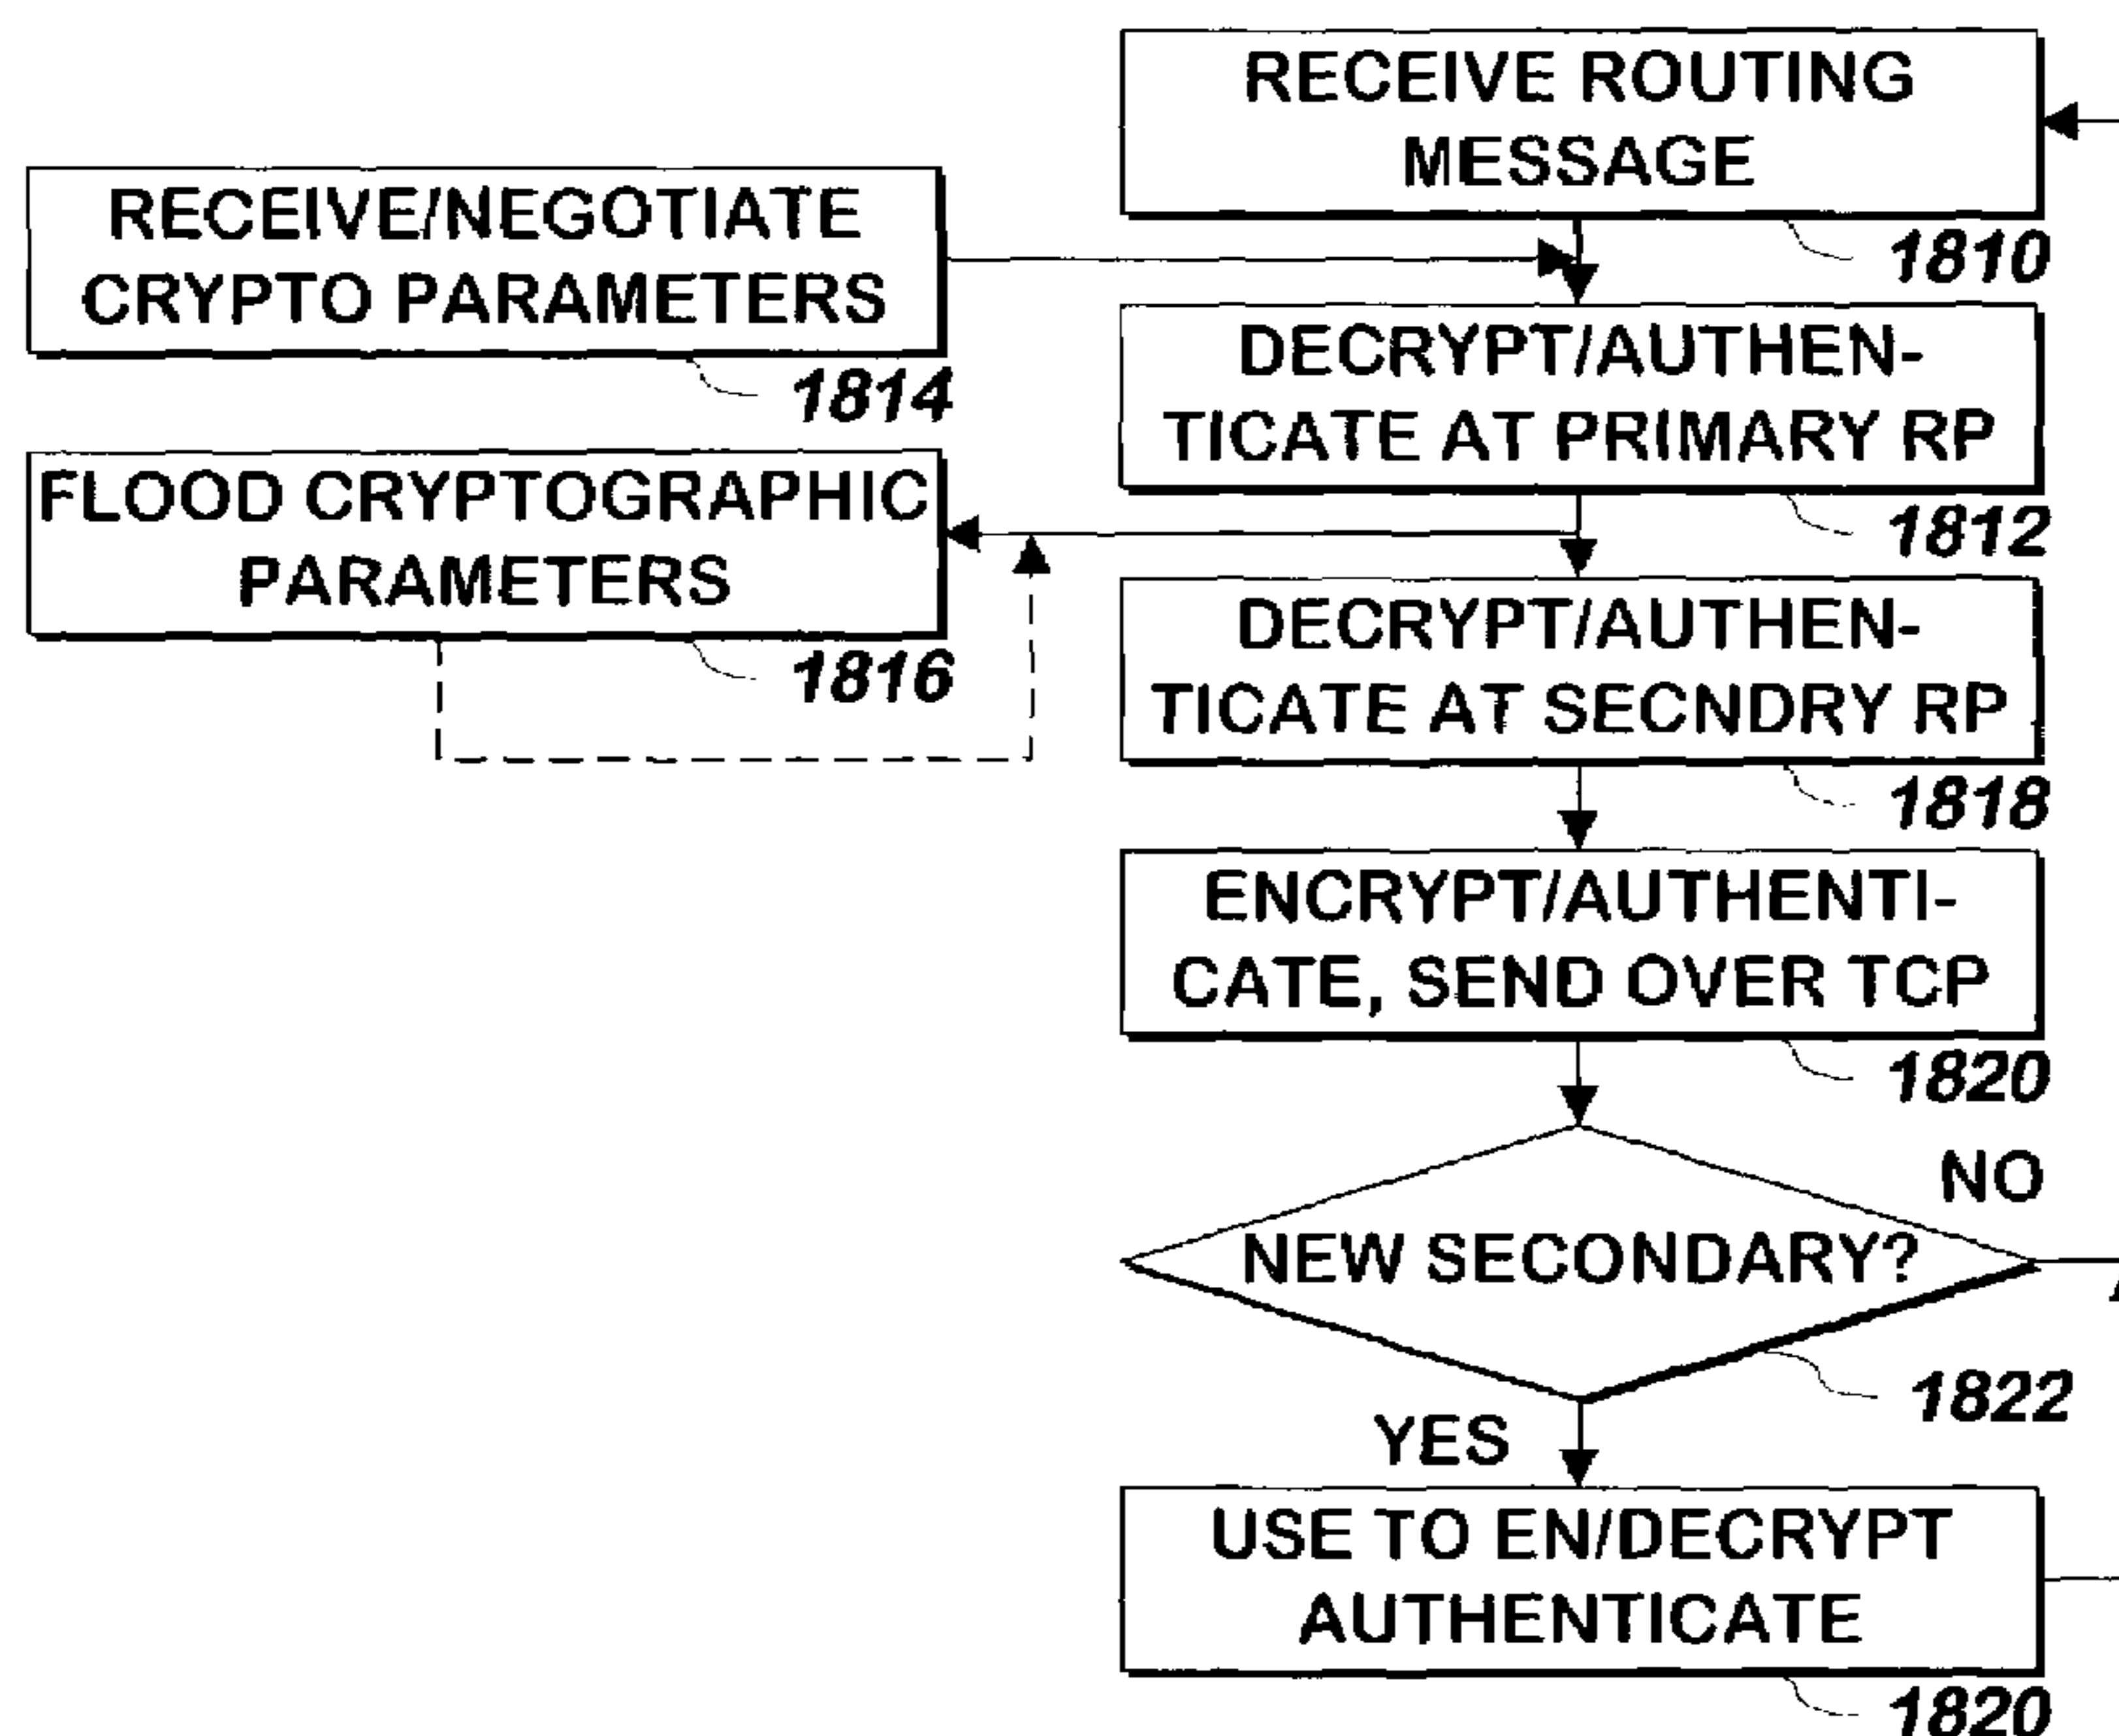 RECEIVE ROUTING
MESSAGE
1810
RECEIVE/NEGOTIATE
CRYPTO PARAMETERS
1814
DECRYPT/AUTHEN-
TICATE AT PRIMARY RP
1812
FLOOD CRYPTOGRAPHIC
PARAMETERS
1816
DECRYPT/AUTHEN-
TICATE AT SECNDRY RP
1818
ENCRYPT/AUTHENTI-
CATE, SEND OVER TCP
1820
NO
NEW SECONDARY?
1822
YES
USE TO EN/DECRYPT
AUTHENTICATE
1820